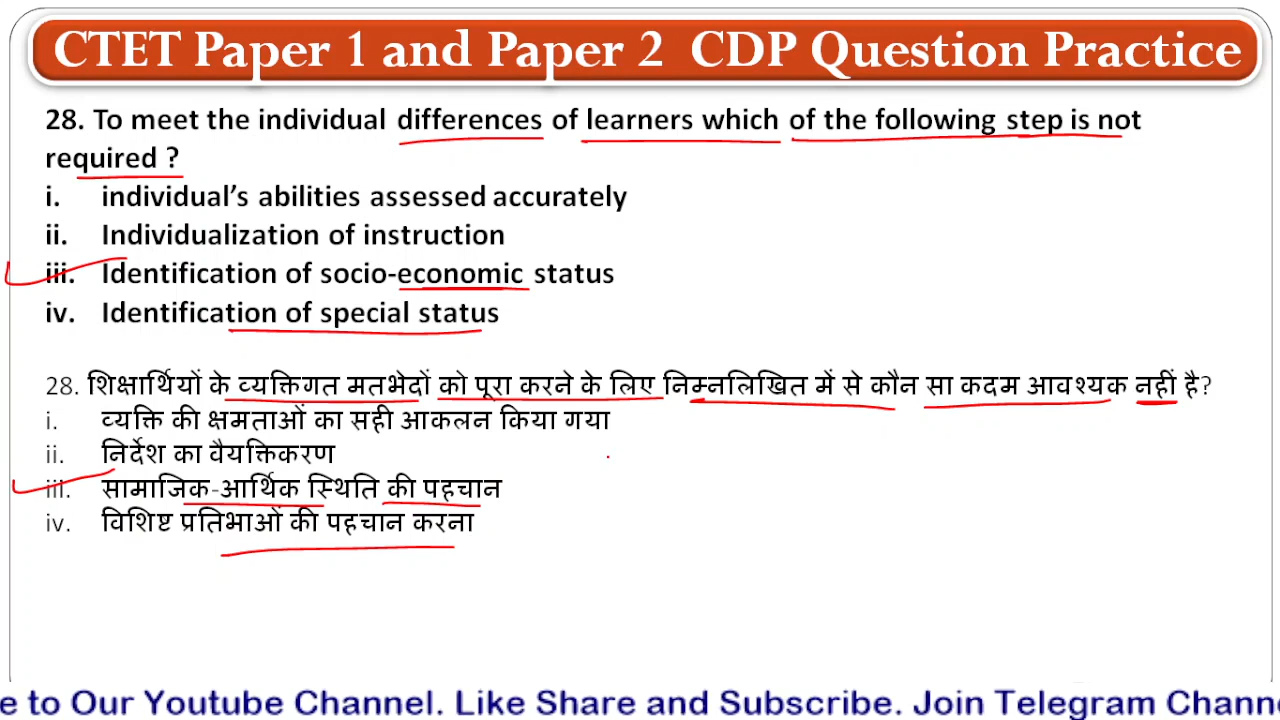 CTET Paper 1 and Paper 2 CDP Question Practice
28. To meet the individual differences of learners which of the following step is not
required ?
i. individual’s abilities assessed accurately
ii. Individualization of instruction
iii. Identification of socio-economic status
iv. Identification of special status
28. शिक्षार्थियों के व्यक्तिगत मतभेदों को पूरा करने के लिए निम्नलिखित में से कौन सा कदम आवश्यक नहीं है?
i. व्यक्ति की क्षमताओं का सही आकलन किया गया
ii. निर्देश का वैयक्तिकरण
iii. सामाजिक-आर्थिक स्थिति की पहचान
iv. विशिष्ट प्रतिभाओं की पहचान करना
e to Our Youtube Channel. Like Share and Subscribe. Join Telegram Chann